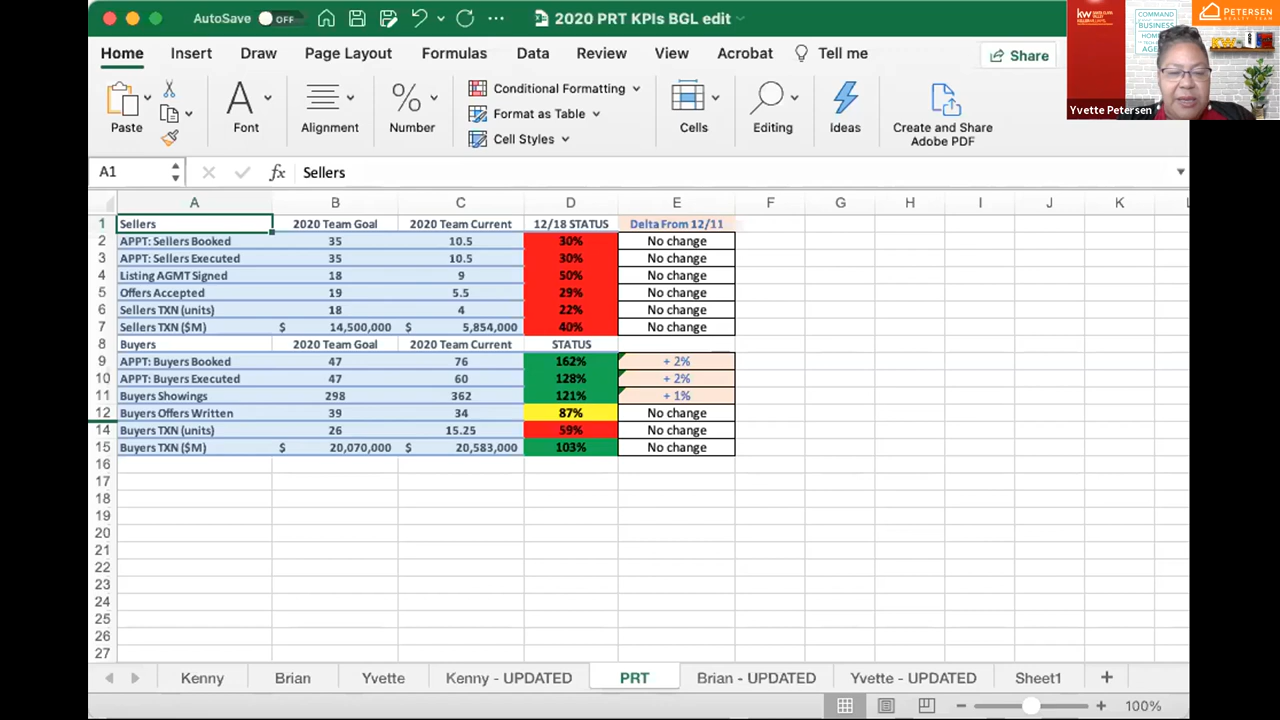 AutoSave OFF 2020 PRT KPIs BGL edit
Home Insert Draw Page Layout Formulas Data Review View Acrobat Tell me Share
Paste Font Alignment Number Conditional Formatting Format as Table Cell Styles Cells Editing Ideas Create and Share Adobe PDF
A1 fx Sellers
A B C D E F G H I J K L
1 Sellers 2020 Team Goal 2020 Team Current 12/18 STATUS Delta From 12/11
2 APPT: Sellers Booked 35 10.5 30% No change
3 APPT: Sellers Executed 35 10.5 30% No change
4 Listing AGMT Signed 18 9 50% No change
5 Offers Accepted 19 5.5 29% No change
6 Sellers TXN (units) 18 4 22% No change
7 Sellers TXN ($M) $ 14,500,000 $ 5,854,000 40% No change
8 Buyers 2020 Team Goal 2020 Team Current STATUS
9 APPT: Buyers Booked 47 76 162% + 2%
10 APPT: Buyers Executed 47 60 128% + 2%
11 Buyers Showings 298 362 121% + 1%
12 Buyers Offers Written 39 34 87% No change
14 Buyers TXN (units) 26 15.25 59% No change
15 Buyers TXN ($M) $ 20,070,000 $ 20,583,000 103% No change
16
17
18
19
20
21
22
23
24
25
26
27
Kenny Brian Yvette Kenny - UPDATED PRT Brian - UPDATED Yvette - UPDATED Sheet1 +
100%
kw
COMMAND
BUSINESS
PETERSEN
REALTY TEAM
Yvette Petersen